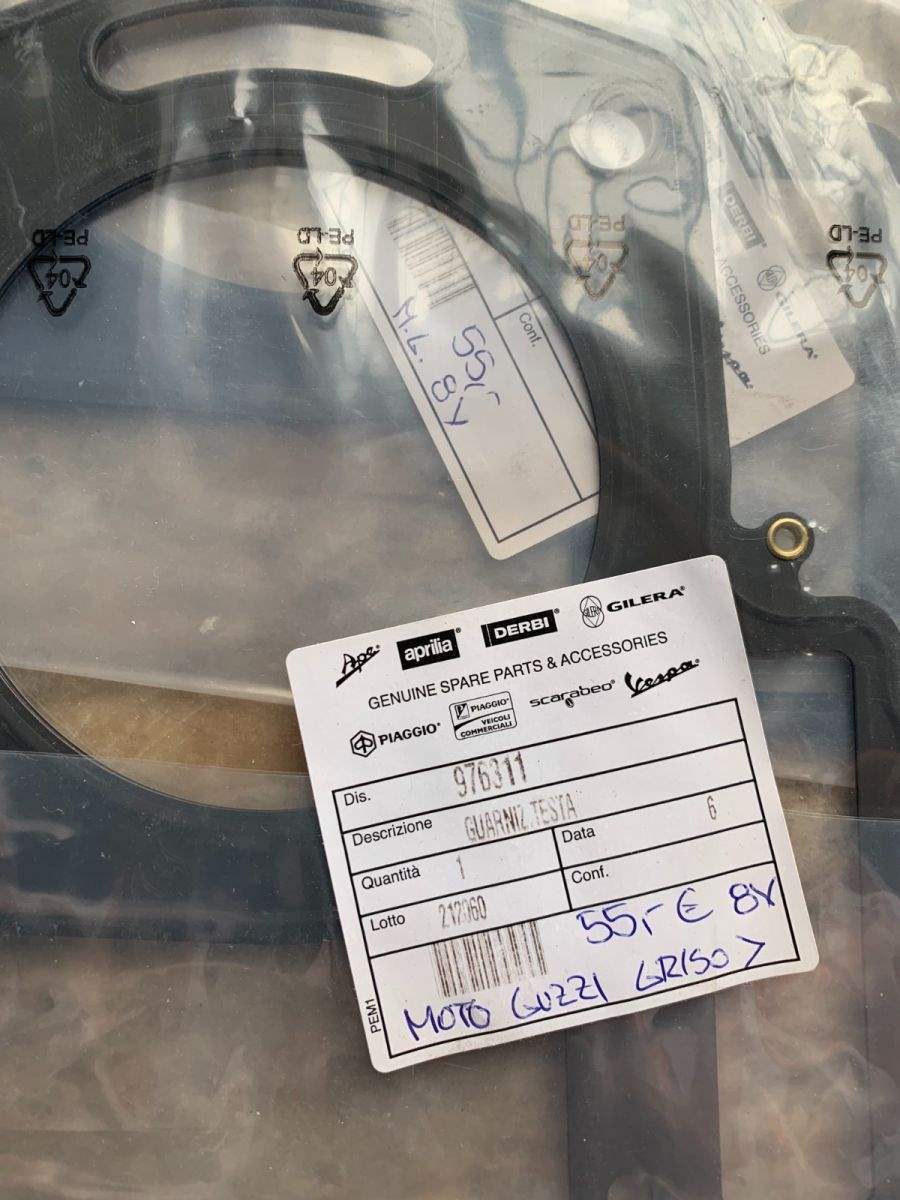 PE-LD PE-LD PE-LD PE-LD
04 04 04 04
DERBI
ACCESSORIES
GILERA
Conf.
55,-
M.G. 8V
Ape aprilia DERBI GILERA
GENUINE SPARE PARTS & ACCESSORIES
PIAGGIO PIAGGIO VEICOLI COMMERCIALI scarabeo Vespa
Dis. 976311
Descrizione GUARNIZ.TESTA
Quantità 1 Data 6
Lotto 212060 Conf.
55,- € 8V
MOTO GUZZI GRISO >
PEM1